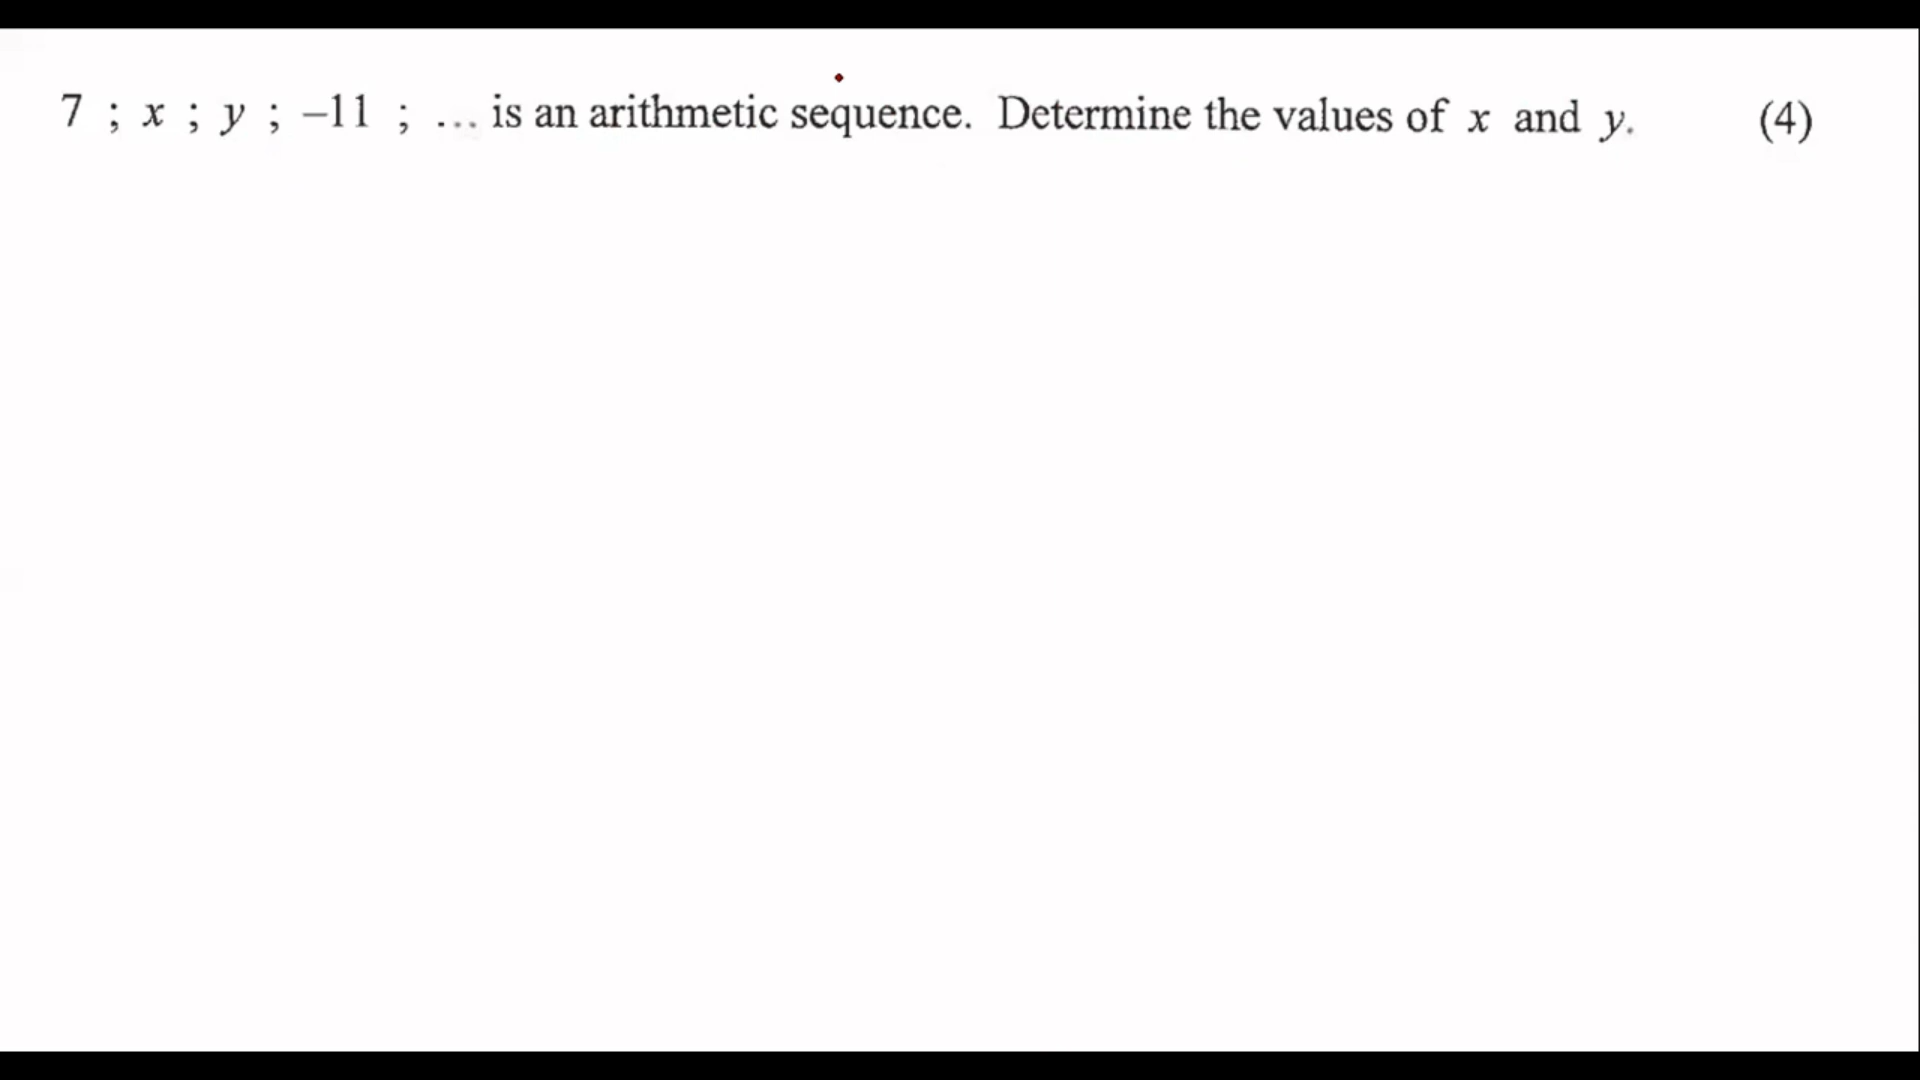 7 ; x ; y ; –11 ; ... is an arithmetic sequence. Determine the values of x and y. (4)